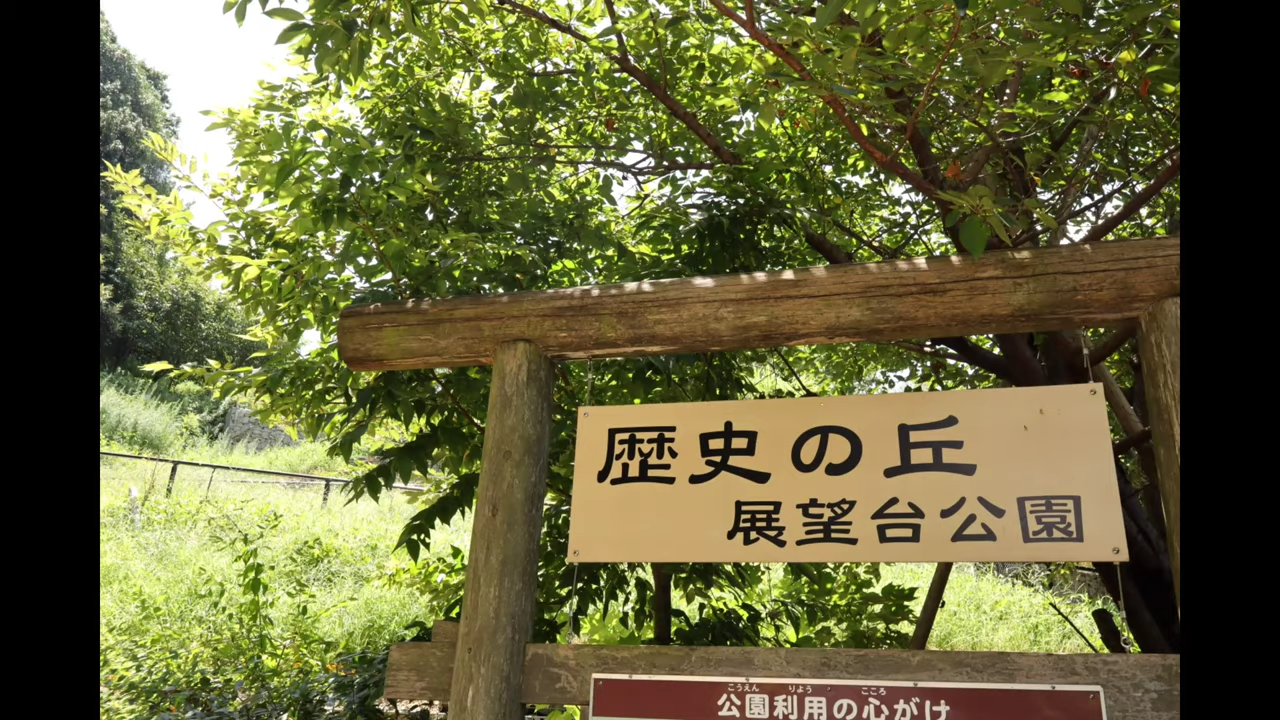 歴史の丘
展望台公園
こうえん りよう こころ
公園利用の心がけ